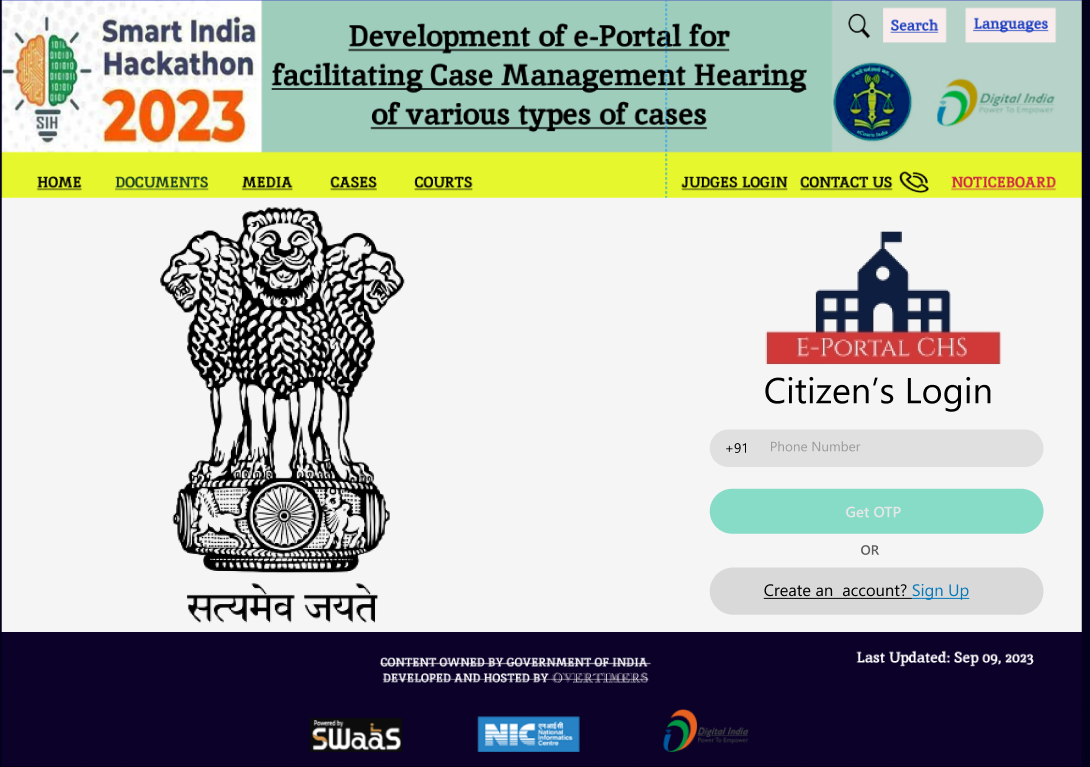 Smart India
Hackathon
2023
SIH
Development of e-Portal for
facilitating Case Management Hearing
of various types of cases
Search
Languages
eCourts India
Digital India
Power To Empower
HOME
DOCUMENTS
MEDIA
CASES
COURTS
JUDGES LOGIN
CONTACT US
NOTICEBOARD
सत्यमेव जयते
E-PORTAL CHS
Citizen’s Login
+91
Phone Number
Get OTP
OR
Create an account? Sign Up
CONTENT OWNED BY GOVERNMENT OF INDIA
DEVELOPED AND HOSTED BY OVERTIMERS
Last Updated: Sep 09, 2023
Powered by
SWaaS
NIC
एन आई सी
National
Informatics
Centre
Digital India
Power To Empower